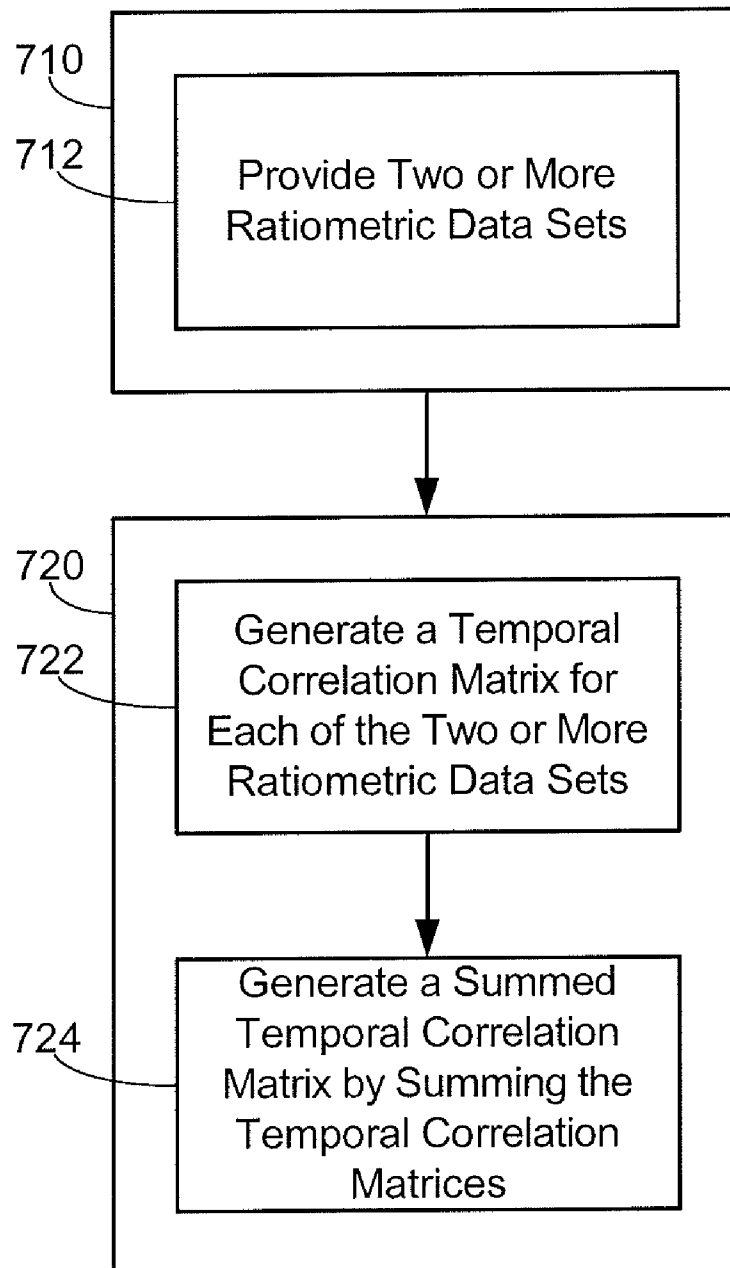 710
712
Provide Two or More
Ratiometric Data Sets
720
722
Generate a Temporal
Correlation Matrix for
Each of the Two or More
Ratiometric Data Sets
724
Generate a Summed
Temporal Correlation
Matrix by Summing the
Temporal Correlation
Matrices